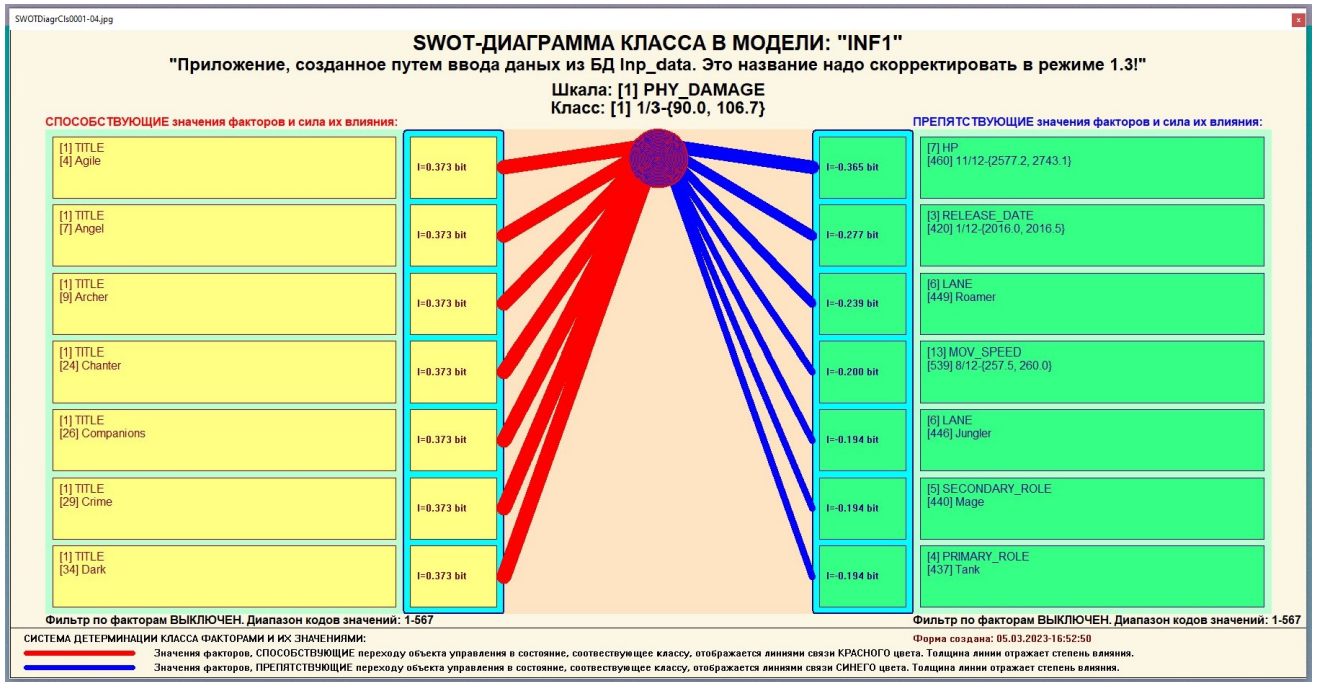 SWOTDiagrCls0001-04.jpg
x
SWOT-ДИАГРАММА КЛАССА В МОДЕЛИ: "INF1"
"Приложение, созданное путем ввода даных из БД Inp_data. Это название надо скорректировать в режиме 1.3!"
Шкала: [1] PHY_DAMAGE
Класс: [1] 1/3-{90.0, 106.7}
СПОСОБСТВУЮЩИЕ значения факторов и сила их влияния:
ПРЕПЯТСТВУЮЩИЕ значения факторов и сила их влияния:
[1] TITLE
[4] Agile
I=0.373 bit
I=-0.365 bit
[7] HP
[460] 11/12-{2577.2, 2743.1}
[1] TITLE
[7] Angel
I=0.373 bit
I=-0.277 bit
[3] RELEASE_DATE
[420] 1/12-{2016.0, 2016.5}
[1] TITLE
[9] Archer
I=0.373 bit
I=-0.239 bit
[6] LANE
[449] Roamer
[1] TITLE
[24] Chanter
I=0.373 bit
I=-0.200 bit
[13] MOV_SPEED
[539] 8/12-{257.5, 260.0}
[1] TITLE
[26] Companions
I=0.373 bit
I=-0.194 bit
[6] LANE
[446] Jungler
[1] TITLE
[29] Crime
I=0.373 bit
I=-0.194 bit
[5] SECONDARY_ROLE
[440] Mage
[1] TITLE
[34] Dark
I=0.373 bit
I=-0.194 bit
[4] PRIMARY_ROLE
[437] Tank
Фильтр по факторам ВЫКЛЮЧЕН. Диапазон кодов значений: 1-567
Фильтр по факторам ВЫКЛЮЧЕН. Диапазон кодов значений: 1-567
СИСТЕМА ДЕТЕРМИНАЦИИ КЛАССА ФАКТОРАМИ И ИХ ЗНАЧЕНИЯМИ:
Форма создана: 05.03.2023-16:52:50
Значения факторов, СПОСОБСТВУЮЩИЕ переходу объекта управления в состояние, соотвествующее классу, отображается линиями связи КРАСНОГО цвета. Толщина линии отражает степень влияния.
Значения факторов, ПРЕПЯТСТВУЮЩИЕ переходу объекта управления в состояние, соотвествующее классу, отображается линиями связи СИНЕГО цвета. Толщина линии отражает степень влияния.